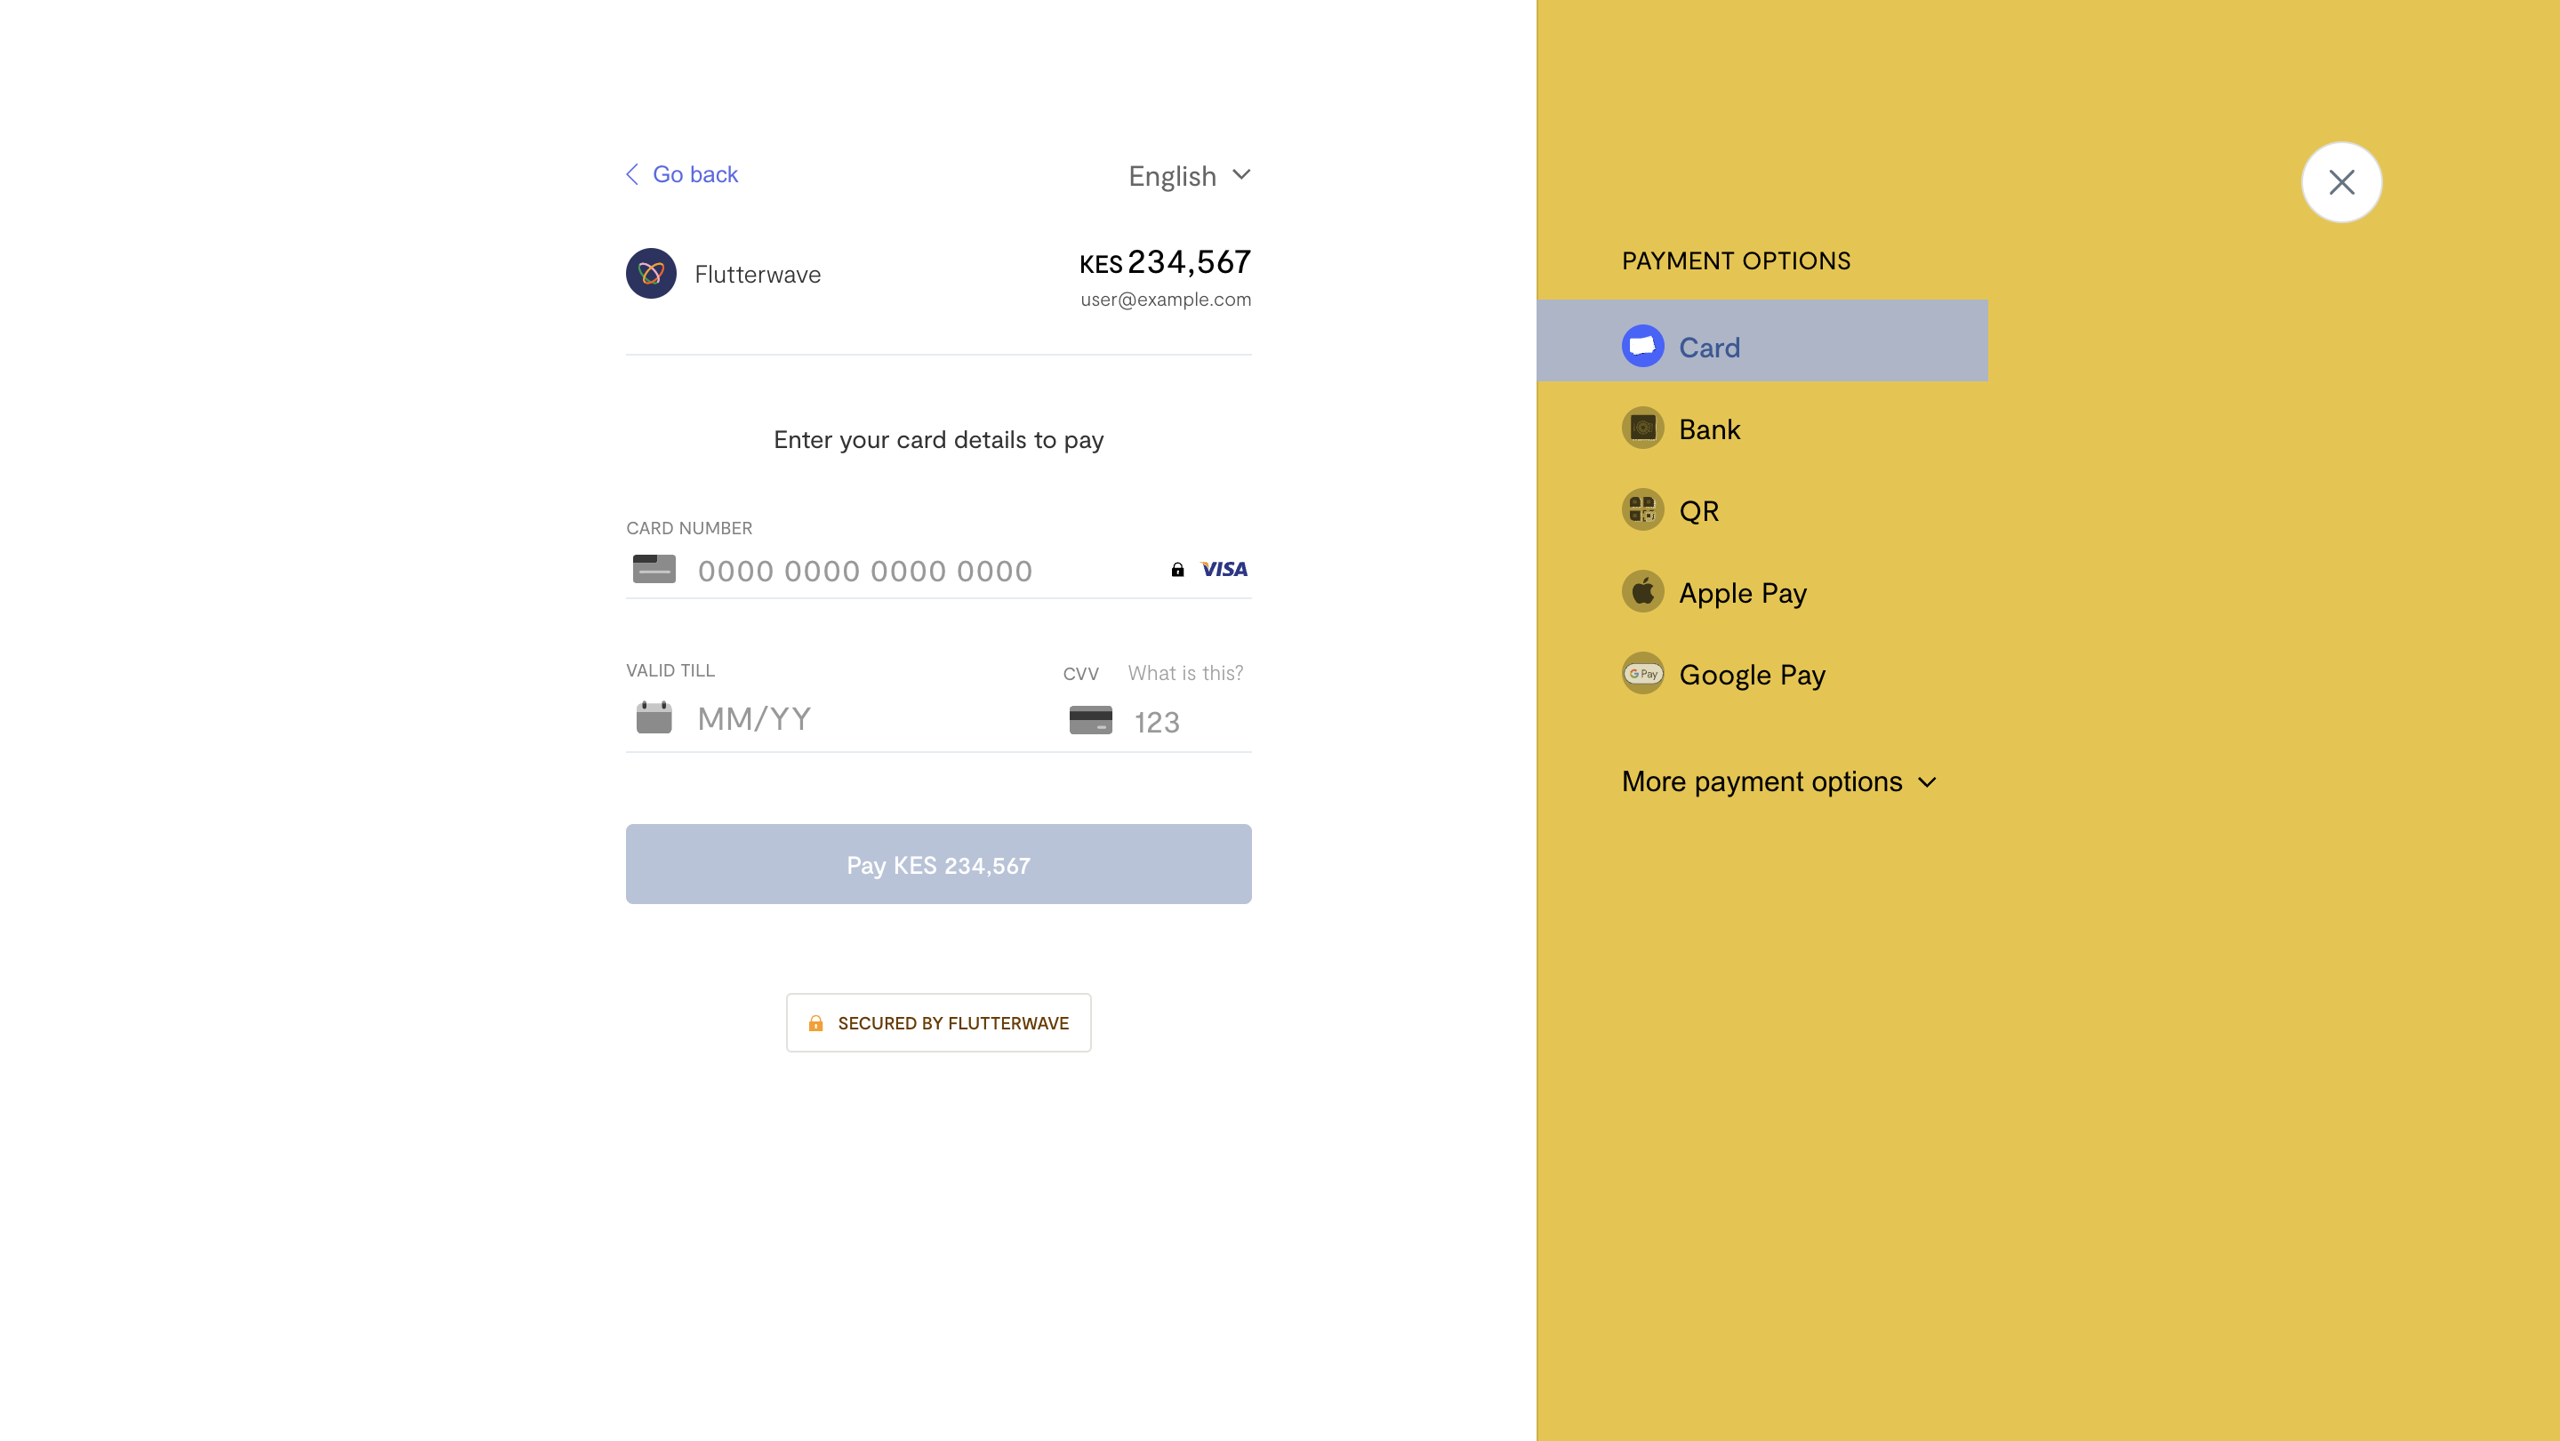 Go back
English
Flutterwave
KES 234,567
user@example.com
Enter your card details to pay
CARD NUMBER
0000 0000 0000 0000
VISA
VALID TILL
CVV What is this?
MM/YY
123
Pay KES 234,567
SECURED BY FLUTTERWAVE
PAYMENT OPTIONS
Card
Bank
QR
Apple Pay
G Pay
Google Pay
More payment options